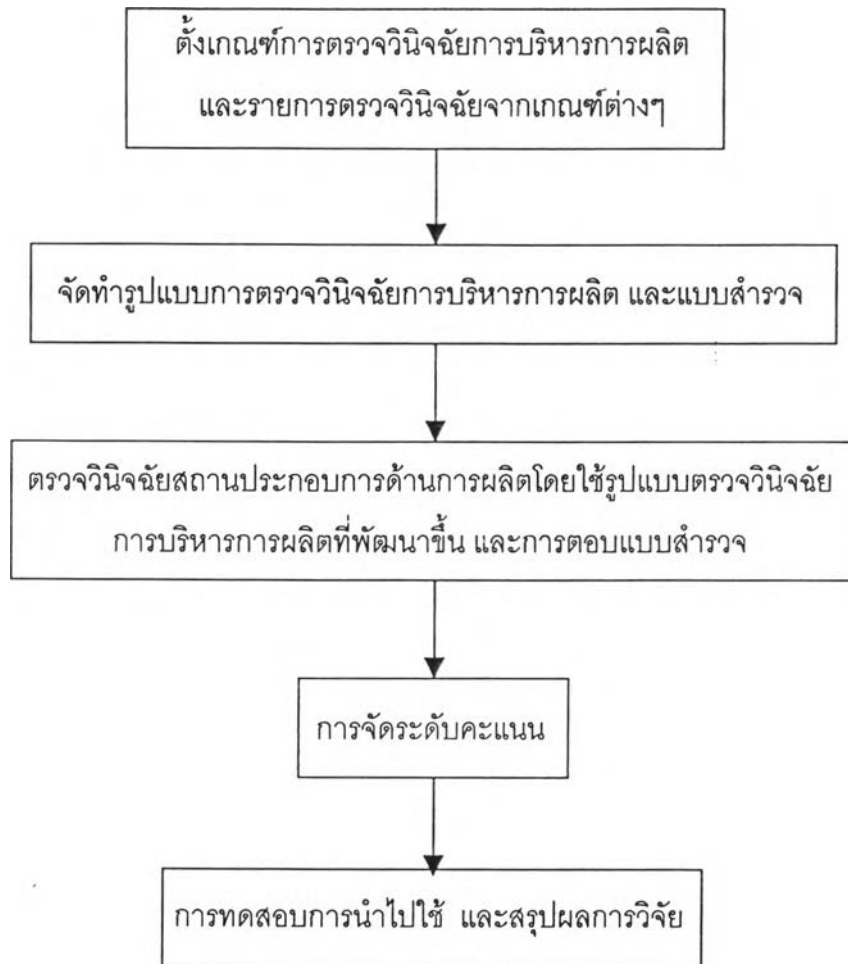 ตั้งเกณฑ์การตรวจวินิจฉัยการบริหารการผลิต
และรายการตรวจวินิจฉัยจากเกณฑ์ต่างๆ
จัดทำรูปแบบการตรวจวินิจฉัยการบริหารการผลิต และแบบสำรวจ
ตรวจวินิจฉัยสถานประกอบการด้านการผลิตโดยใช้รูปแบบตรวจวินิจฉัย
การบริหารการผลิตที่พัฒนาขึ้น และการตอบแบบสำรวจ
การจัดระดับคะแนน
การทดสอบการนำไปใช้ และสรุปผลการวิจัย